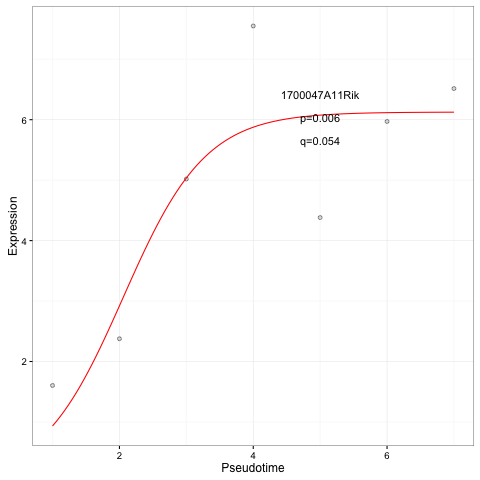 1700047A11Rik
p=0.006
q=0.054
6
4
2
Expression
2
4
6
Pseudotime